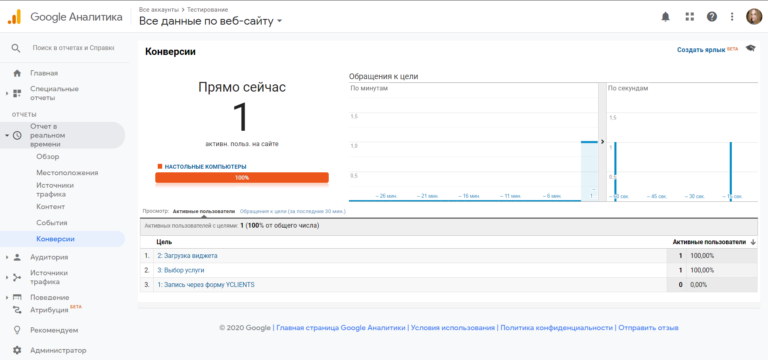 Google Аналитика
Все аккаунты > Тестирование
Все данные по веб-сайту
Поиск в отчетах и Справке
Главная
Специальные
отчеты
ОТЧЕТЫ
Отчет в
реальном
времени
Обзор
Местоположения
Источники
трафика
Контент
События
Конверсии
Аудитория
Источники
трафика
Поведение
Атрибуция БЕТА
Рекомендуем
Администратор
Конверсии
Создать ярлык БЕТА
Прямо сейчас
1
активн. польз. на сайте
НАСТОЛЬНЫЕ КОМПЬЮТЕРЫ
100%
Обращения к цели
По минутам
1.5
1.0
0.5
– 26 мин.
– 21 мин.
– 16 мин.
– 11 мин.
– 6 мин.
1
По секундам
1.5
1
0.5
– 45 сек
– 30 сек
Просмотр: Активные пользователи Обращения к цели (за последние 30 мин.)
Активных пользователей с целями: 1 (100% от общего числа)
Цель Активные пользователи
1. 2: Загрузка виджета 1 100,00%
2. 3: Выбор услуги 1 100,00%
3. 1: Запись через форму YCLIENTS 0 0,00%
© 2020 Google | Главная страница Google Аналитики | Условия использования | Политика конфиденциальности | Отправить отзыв